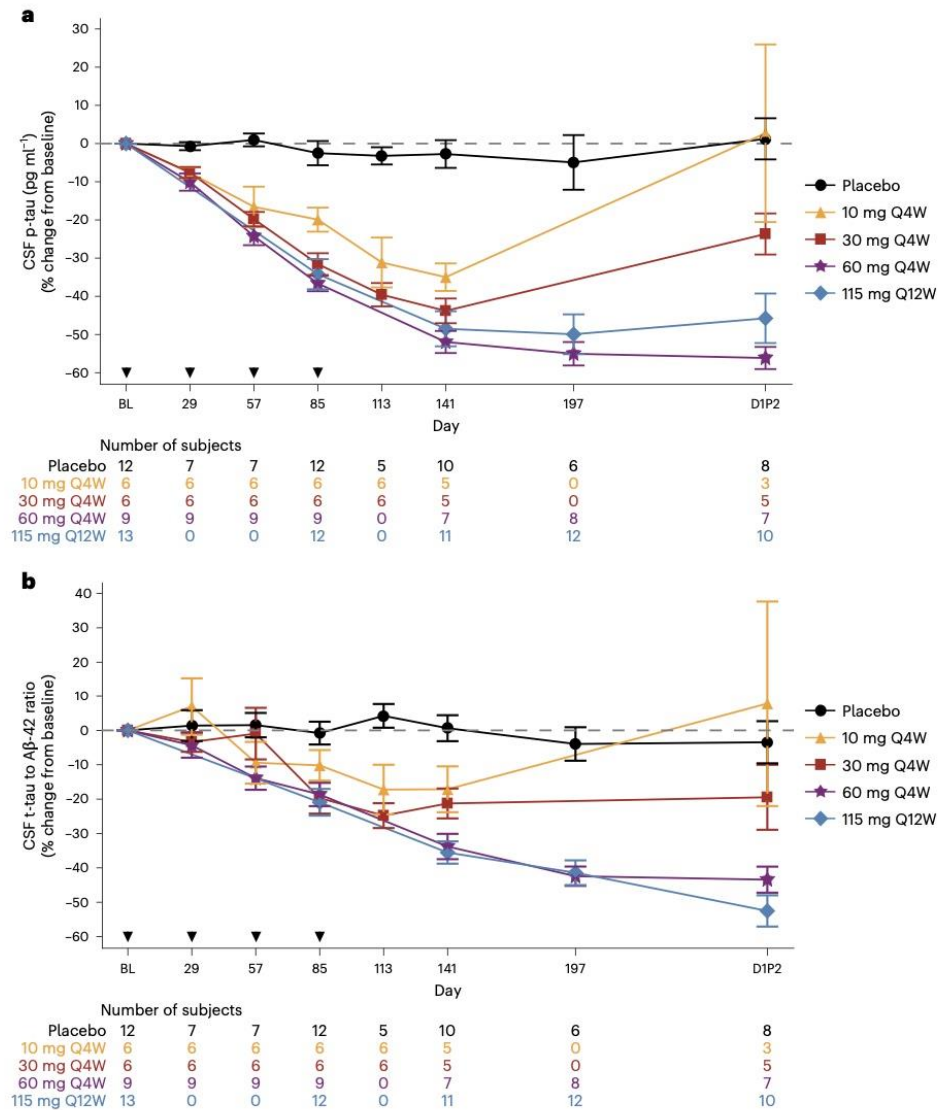 a
30
20
10
0
−10
−20
−30
−40
−50
−60
CSF p-tau (pg ml−1)
(% change from baseline)
BL 29 57 85 113 141 197 D1P2
Day
Placebo
10 mg Q4W
30 mg Q4W
60 mg Q4W
115 mg Q12W
Number of subjects
Placebo 12 7 7 12 5 10 6 8
10 mg Q4W 6 6 6 6 6 5 0 3
30 mg Q4W 6 6 6 6 6 5 0 5
60 mg Q4W 9 9 9 9 0 7 8 7
115 mg Q12W 13 0 0 12 0 11 12 10
b
40
30
20
10
0
−10
−20
−30
−40
−50
−60
CSF t-tau to Aβ-42 ratio
(% change from baseline)
BL 29 57 85 113 141 197 D1P2
Day
Placebo
10 mg Q4W
30 mg Q4W
60 mg Q4W
115 mg Q12W
Number of subjects
Placebo 12 7 7 12 5 10 6 8
10 mg Q4W 6 6 6 6 6 5 0 3
30 mg Q4W 6 6 6 6 6 5 0 5
60 mg Q4W 9 9 9 9 0 7 8 7
115 mg Q12W 13 0 0 12 0 11 12 10